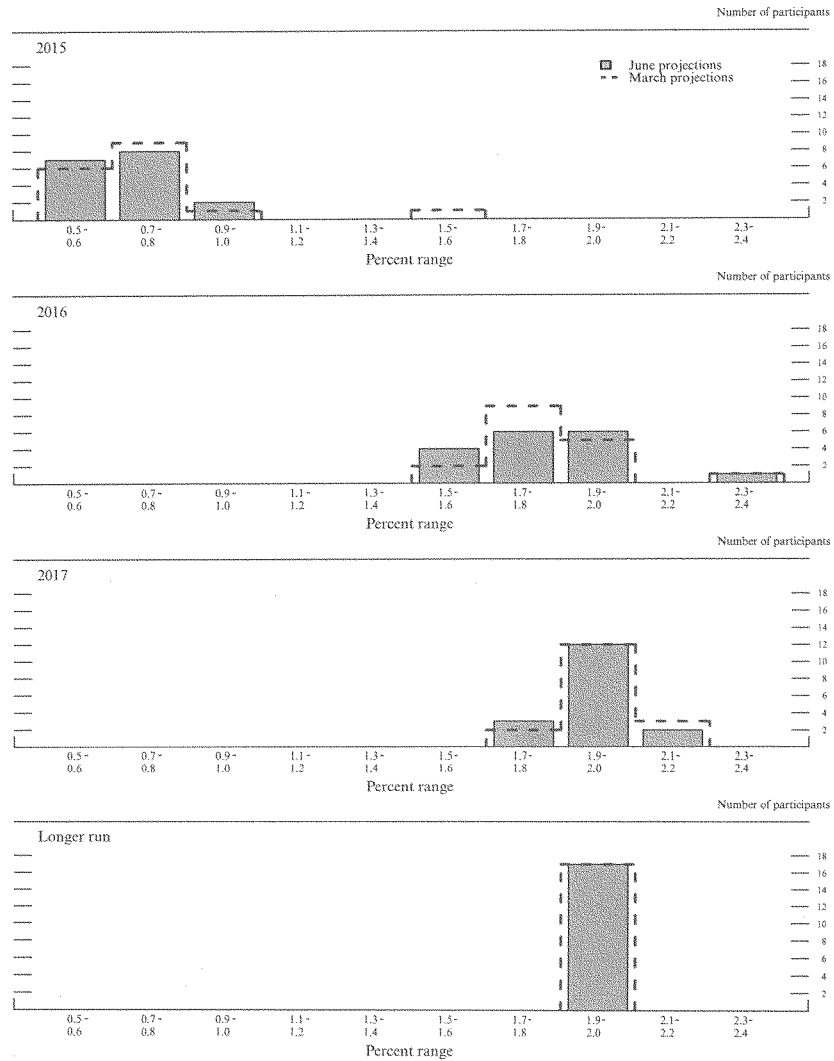 Number of participants
2015
June projections
March projections
18
16
14
12
10
8
6
4
2
0.5 - 0.7 - 0.9 - 1.1 - 1.3 - 1.5 - 1.7 - 1.9 - 2.1 - 2.3 -
0.6 0.8 1.0 1.2 1.4 1.6 1.8 2.0 2.2 2.4
Percent range
Number of participants
2016
18
16
14
12
10
8
6
4
2
0.5 - 0.7 - 0.9 - 1.1 - 1.3 - 1.5 - 1.7 - 1.9 - 2.1 - 2.3 -
0.6 0.8 1.0 1.2 1.4 1.6 1.8 2.0 2.2 2.4
Percent range
Number of participants
2017
18
16
14
12
10
8
6
4
2
0.5 - 0.7 - 0.9 - 1.1 - 1.3 - 1.5 - 1.7 - 1.9 - 2.1 - 2.3 -
0.6 0.8 1.0 1.2 1.4 1.6 1.8 2.0 2.2 2.4
Percent range
Number of participants
Longer run
18
16
14
12
10
8
6
4
2
0.5 - 0.7 - 0.9 - 1.1 - 1.3 - 1.5 - 1.7 - 1.9 - 2.1 - 2.3 -
0.6 0.8 1.0 1.2 1.4 1.6 1.8 2.0 2.2 2.4
Percent range